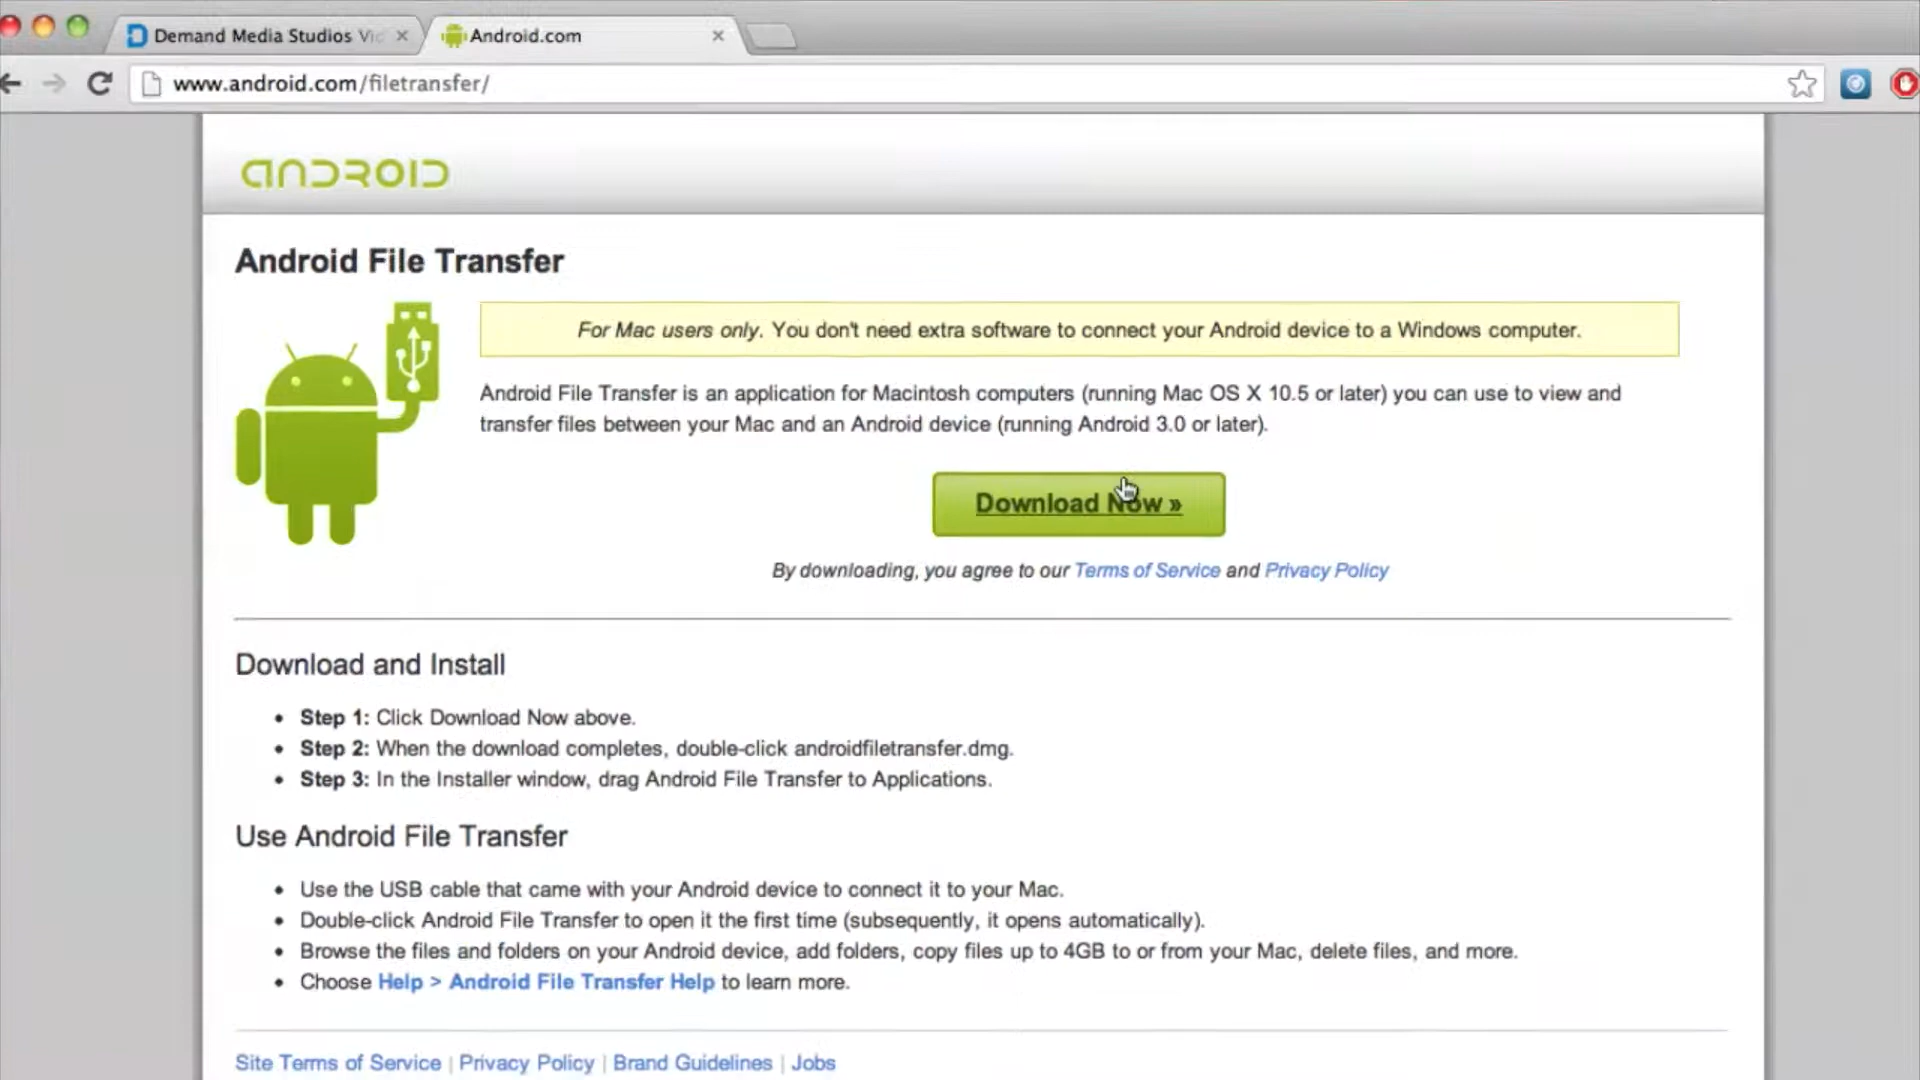 Demand Media Studios Vi
Android.com
www.android.com/filetransfer/
ANDROID
Android File Transfer
For Mac users only. You don't need extra software to connect your Android device to a Windows computer.
Android File Transfer is an application for Macintosh computers (running Mac OS X 10.5 or later) you can use to view and
transfer files between your Mac and an Android device (running Android 3.0 or later).
Download Now »
By downloading, you agree to our Terms of Service and Privacy Policy
Download and Install
• Step 1: Click Download Now above.
• Step 2: When the download completes, double-click androidfiletransfer.dmg.
• Step 3: In the Installer window, drag Android File Transfer to Applications.
Use Android File Transfer
• Use the USB cable that came with your Android device to connect it to your Mac.
• Double-click Android File Transfer to open it the first time (subsequently, it opens automatically).
• Browse the files and folders on your Android device, add folders, copy files up to 4GB to or from your Mac, delete files, and more.
• Choose Help > Android File Transfer Help to learn more.
Site Terms of Service | Privacy Policy | Brand Guidelines | Jobs